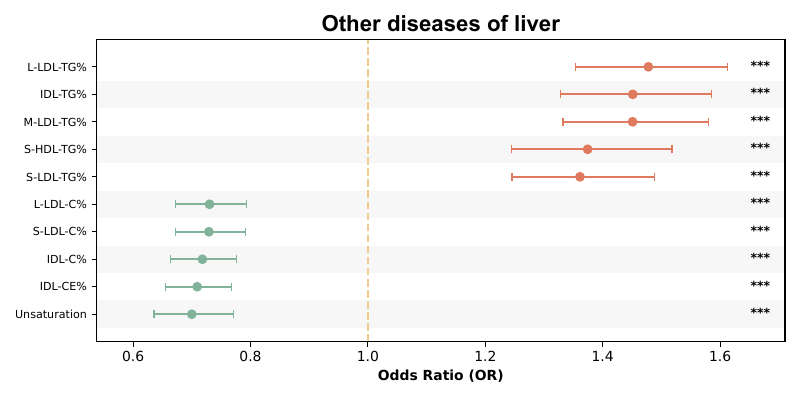 Other diseases of liver
L-LDL-TG% ***
IDL-TG% ***
M-LDL-TG% ***
S-HDL-TG% ***
S-LDL-TG% ***
L-LDL-C% ***
S-LDL-C% ***
IDL-C% ***
IDL-CE% ***
Unsaturation ***
0.6 0.8 1.0 1.2 1.4 1.6
Odds Ratio (OR)